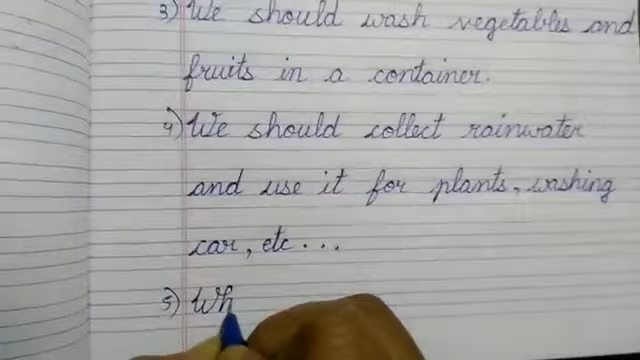 3) We should wash vegetables and
fruits in a container.
4) We should collect rainwater
and use it for plants, washing
car, etc...
5) Wh